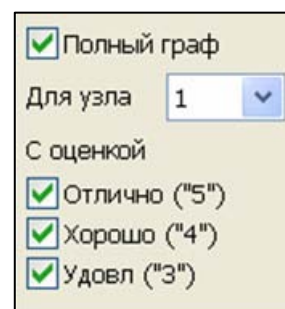 Полный граф
Для узла 1
С оценкой
Отлично ("5")
Хорошо ("4")
Удовл ("3")